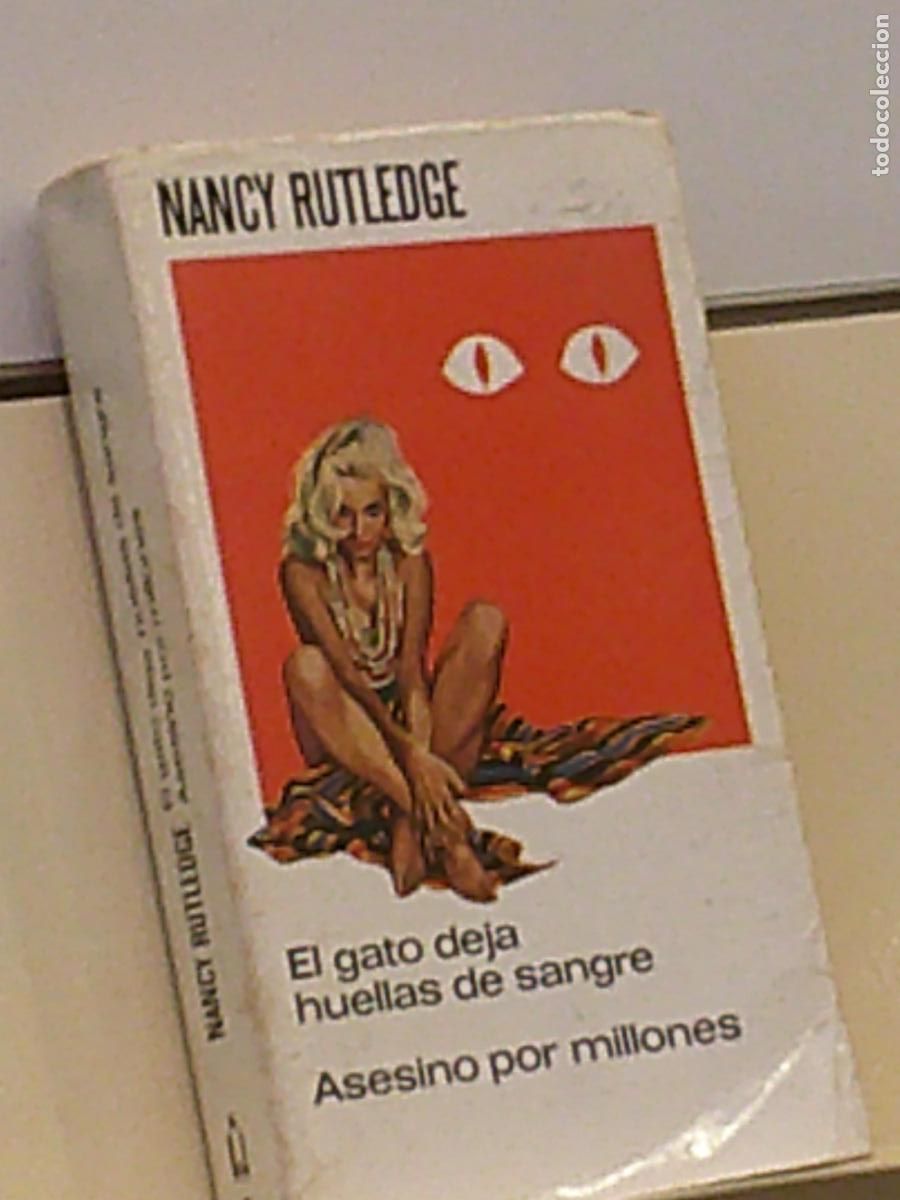 todocoleccion
NANCY RUTLEDGE
El gato deja
huellas de sangre
Asesino por millones
NANCY RUTLEDGE